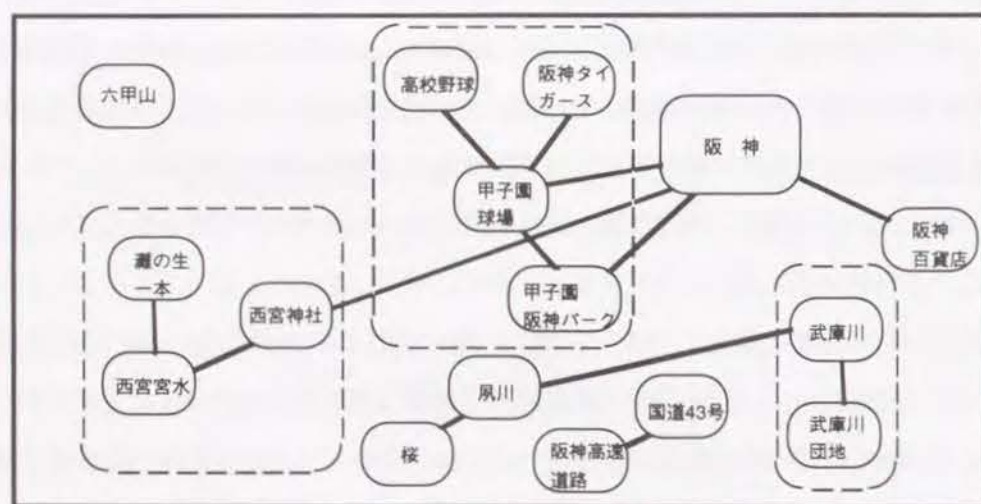 六甲山
高校野球
阪神タイ
ガース
阪　神
甲子園
球場
阪神
百貨店
灘の生
一本
西宮神社
甲子園
阪神パーク
武庫川
西宮宮水
夙川
国道43号
桜
阪神高速
道路
武庫川
団地